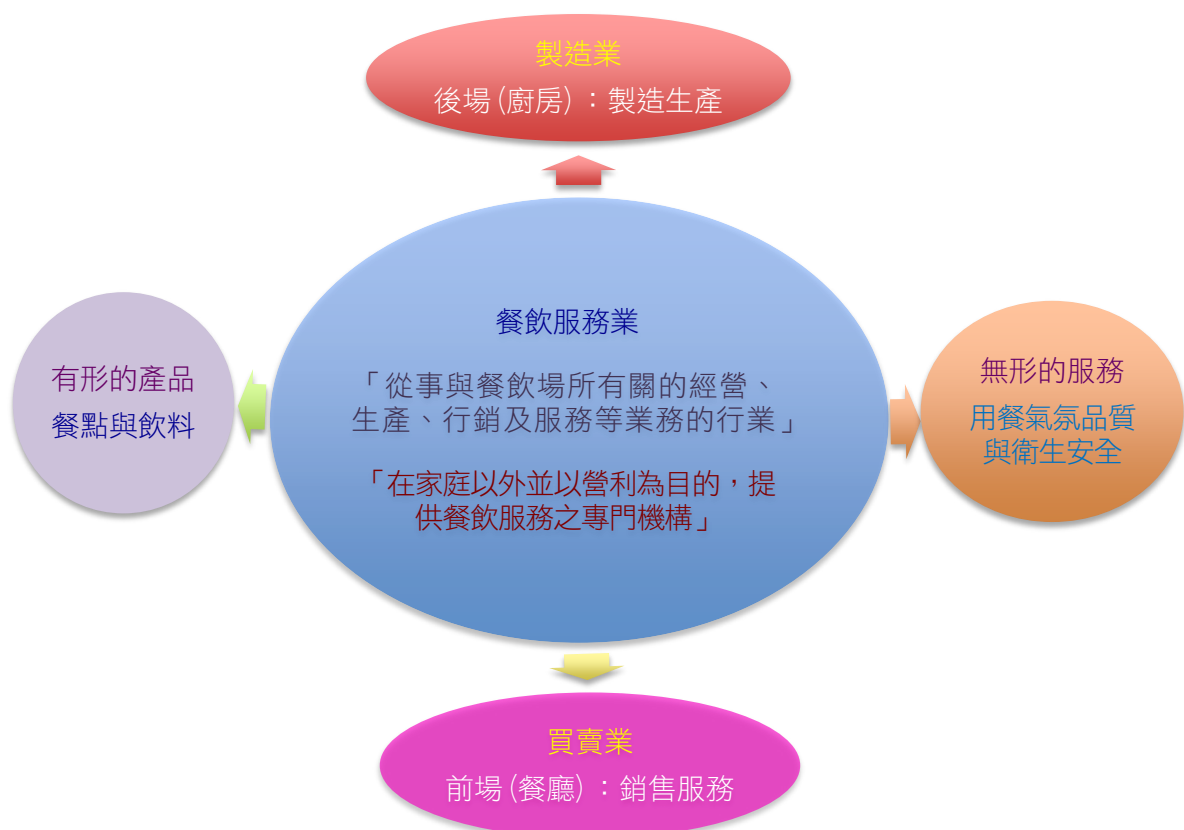 製造業
後場(廚房)：製造生產
餐飲服務業
「從事與餐飲場所有關的經營、
生產、行銷及服務等業務的行業」
「在家庭以外並以營利為目的，提
供餐飲服務之專門機構」
有形的產品
餐點與飲料
無形的服務
用餐氣氛品質
與衛生安全
買賣業
前場(餐廳)：銷售服務